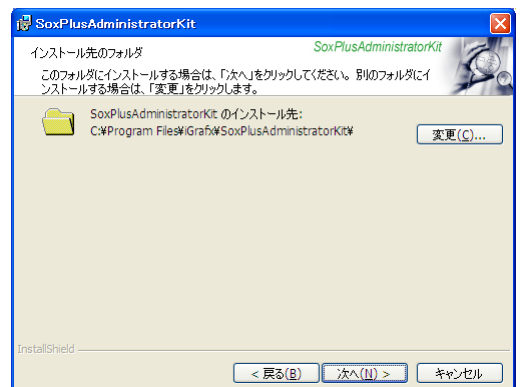 SoxPlusAdministratorKit
インストール先のフォルダ
SoxPlusAdministratorKit
このフォルダにインストールする場合は、「次へ」をクリックしてください。別のフォルダにイ
ンストールする場合は、「変更」をクリックします。
SoxPlusAdministratorKit のインストール先:
C:¥Program Files¥iGrafx¥SoxPlusAdministratorKit¥
変更(C)...
InstallShield
< 戻る(B)
次へ(N) >
キャンセル